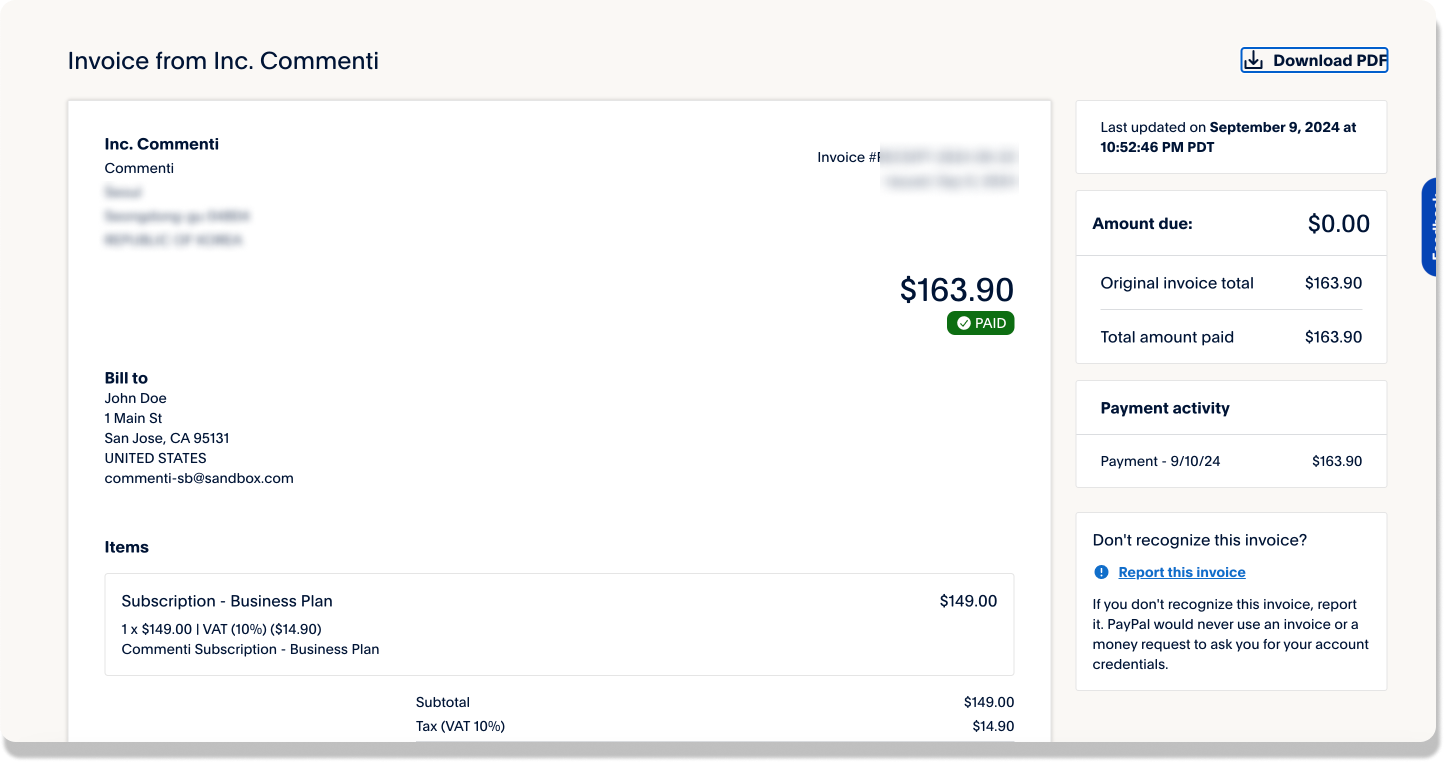 Invoice from Inc. Commenti
Download PDF
Inc. Commenti
Commenti
Invoice #
$163.90
PAID
Bill to
John Doe
1 Main St
San Jose, CA 95131
UNITED STATES
commenti-sb@sandbox.com
Items
Subscription - Business Plan $149.00
1 x $149.00 | VAT (10%) ($14.90)
Commenti Subscription - Business Plan
Subtotal $149.00
Tax (VAT 10%) $14.90
Last updated on September 9, 2024 at
10:52:46 PM PDT
Amount due: $0.00
Original invoice total $163.90
Total amount paid $163.90
Payment activity
Payment - 9/10/24 $163.90
Don't recognize this invoice?
Report this invoice
If you don't recognize this invoice, report
it. PayPal would never use an invoice or a
money request to ask you for your account
credentials.